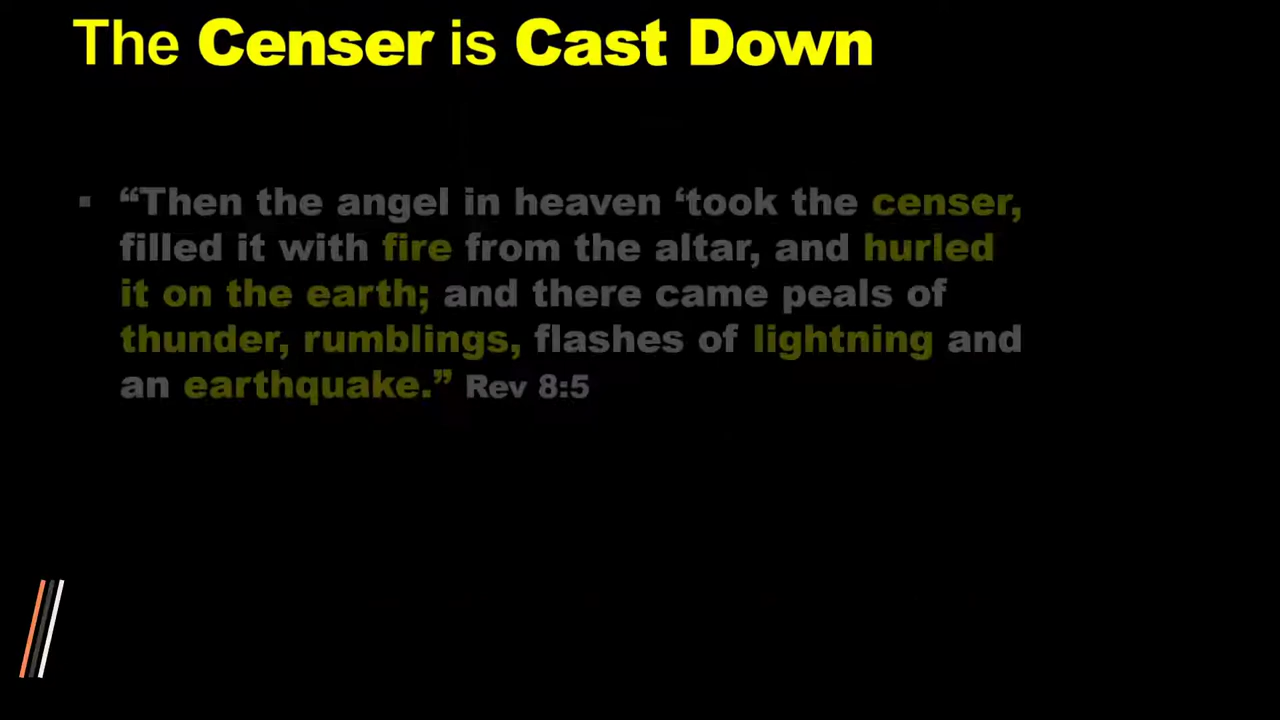 The Censer is Cast Down
▪ “Then the angel in heaven ‘took the censer,
filled it with fire from the altar, and hurled
it on the earth; and there came peals of
thunder, rumblings, flashes of lightning and
an earthquake.” Rev 8:5